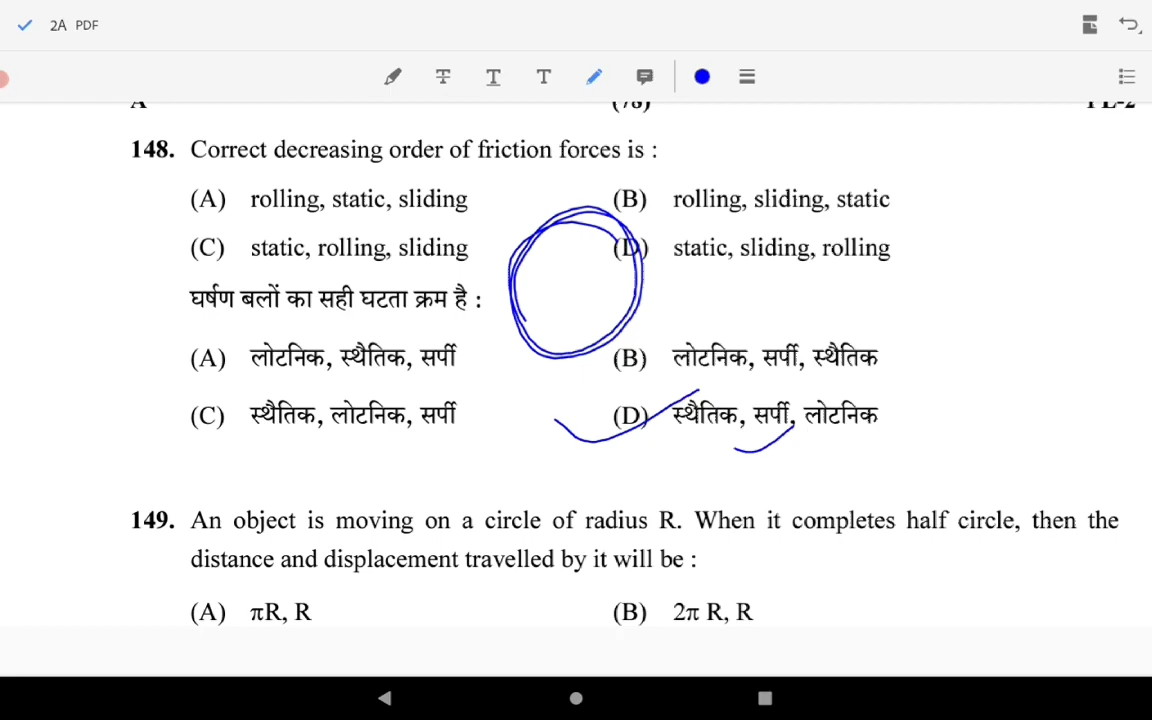 2A PDF
148. Correct decreasing order of friction forces is :
(A) rolling, static, sliding (B) rolling, sliding, static
(C) static, rolling, sliding (D) static, sliding, rolling
घर्षण बलों का सही घटता क्रम है :
(A) लोटनिक, स्थैतिक, सर्पी (B) लोटनिक, सर्पी, स्थैतिक
(C) स्थैतिक, लोटनिक, सर्पी (D) स्थैतिक, सर्पी, लोटनिक
149. An object is moving on a circle of radius R. When it completes half circle, then the
distance and displacement travelled by it will be :
(A) πR, R (B) 2π R, R